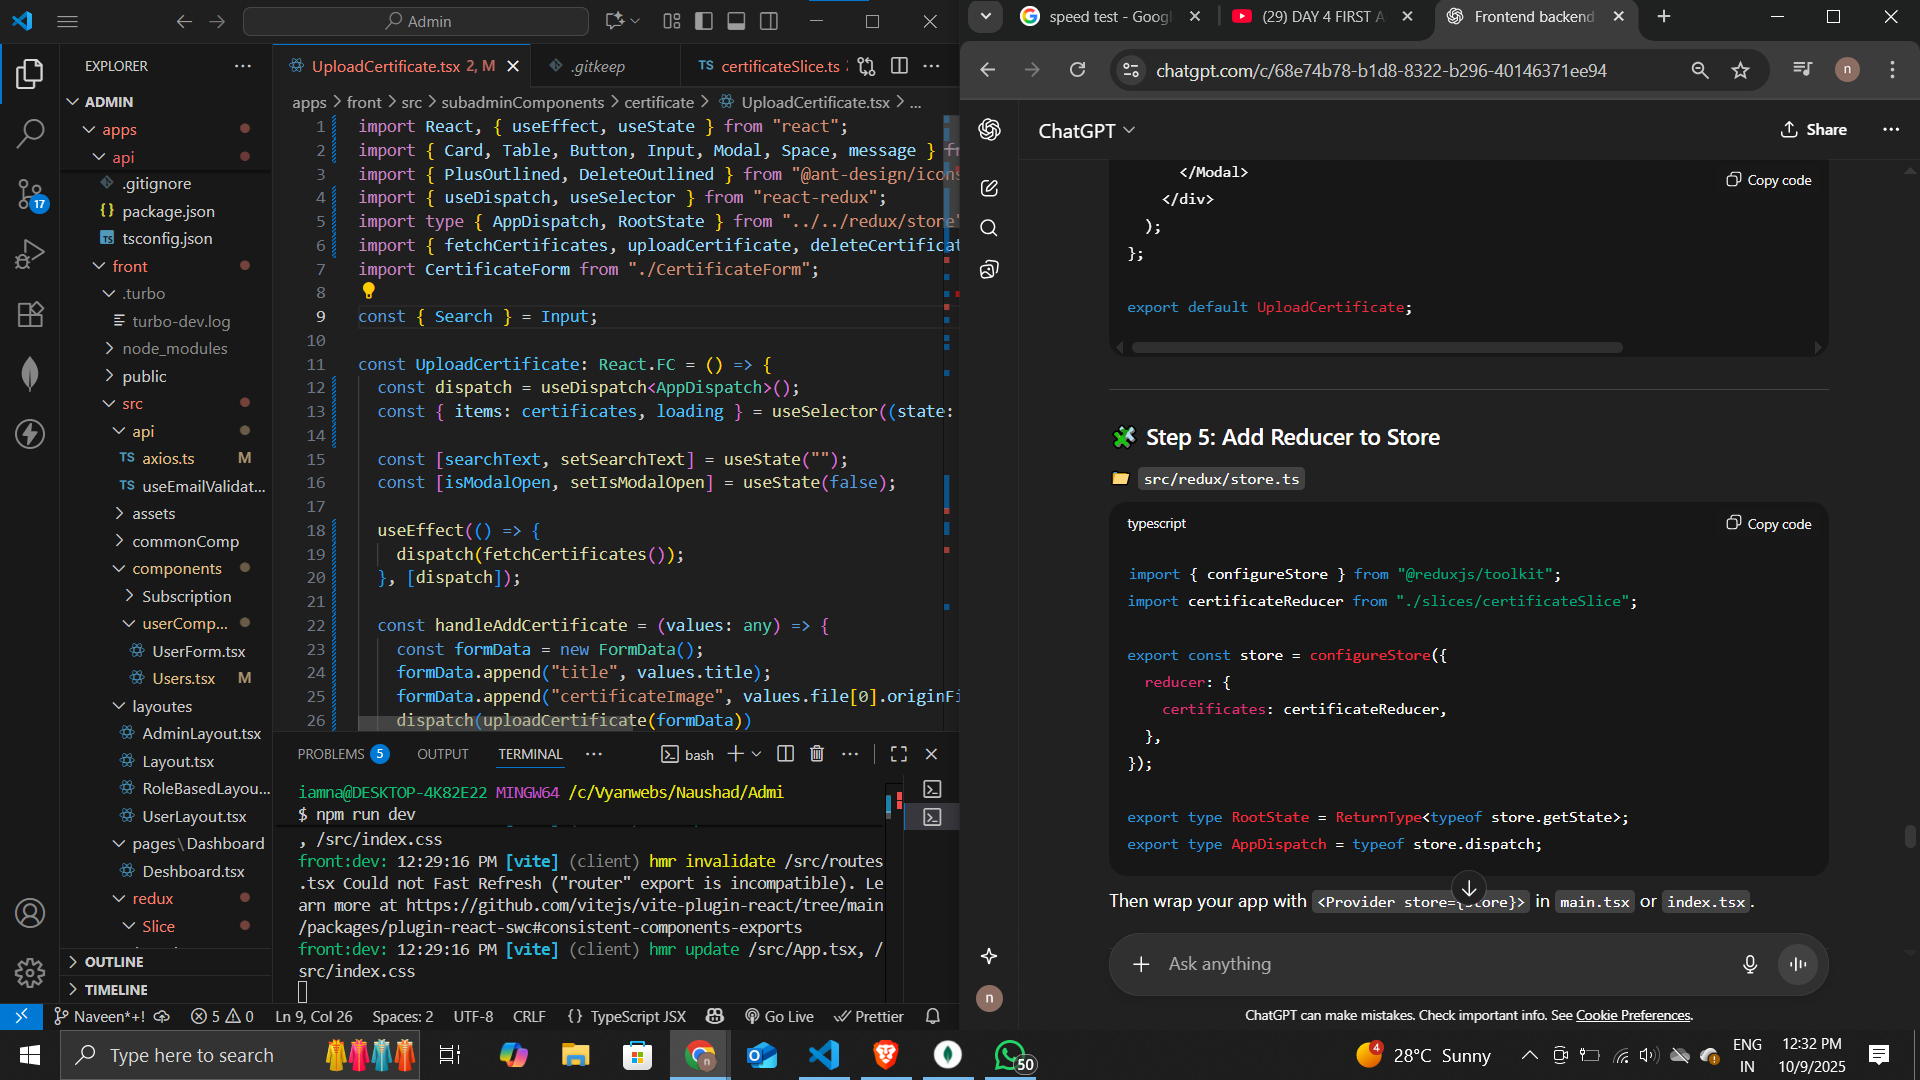 Admin
EXPLORER
ADMIN
apps
api
.gitignore
package.json
tsconfig.json
front
.turbo
turbo-dev.log
node_modules
public
src
api
axios.ts M
useEmailValidat...
assets
commonComp
components
Subscription
userComp...
UserForm.tsx
Users.tsx M
layoutes
AdminLayout.tsx
Layout.tsx
RoleBasedLayou...
UserLayout.tsx
pages\Dashboard
Deshboard.tsx
redux
Slice
OUTLINE
TIMELINE
17
UploadCertificate.tsx 2, M
.gitkeep
TS certificateSlice.ts
apps > front > src > subadminComponents > certificate > UploadCertificate.tsx > ...
1 import React, { useEffect, useState } from "react";
2 import { Card, Table, Button, Input, Modal, Space, message }
3 import { PlusOutlined, DeleteOutlined } from "@ant-design/icons
4 import { useDispatch, useSelector } from "react-redux";
5 import type { AppDispatch, RootState } from "../../redux/store"
6 import { fetchCertificates, uploadCertificate, deleteCertificat
7 import CertificateForm from "./CertificateForm";
8
9 const { Search } = Input;
10
11 const UploadCertificate: React.FC = () => {
12 const dispatch = useDispatch<AppDispatch>();
13 const { items: certificates, loading } = useSelector((state:
14
15 const [searchText, setSearchText] = useState("");
16 const [isModalOpen, setIsModalOpen] = useState(false);
17
18 useEffect(() => {
19 dispatch(fetchCertificates());
20 }, [dispatch]);
21
22 const handleAddCertificate = (values: any) => {
23 const formData = new FormData();
24 formData.append("title", values.title);
25 formData.append("certificateImage", values.file[0].originFi
26 dispatch(uploadCertificate(formData))
PROBLEMS 5 OUTPUT TERMINAL ... bash
iamna@DESKTOP-4K82E22 MINGW64 /c/Vyanwebs/Naushad/Admi
$ npm run dev
, /src/index.css
front:dev: 12:29:16 PM [vite] (client) hmr invalidate /src/routes
.tsx Could not Fast Refresh ("router" export is incompatible). Le
arn more at https://github.com/vitejs/vite-plugin-react/tree/main
/packages/plugin-react-swc#consistent-components-exports
front:dev: 12:29:16 PM [vite] (client) hmr update /src/App.tsx, /
src/index.css
Naveen*+! 5 0 Ln 9, Col 26 Spaces: 2 UTF-8 CRLF {} TypeScript JSX Go Live Prettier
speed test - Goog
(29) DAY 4 FIRST A
Frontend backend
chatgpt.com/c/68e74b78-b1d8-8322-b296-40146371ee94
n
ChatGPT
Share
</Modal>
Copy code
</div>
);
};
export default UploadCertificate;
Step 5: Add Reducer to Store
src/redux/store.ts
typescript
Copy code
import { configureStore } from "@reduxjs/toolkit";
import certificateReducer from "./slices/certificateSlice";
export const store = configureStore({
reducer: {
certificates: certificateReducer,
},
});
export type RootState = ReturnType<typeof store.getState>;
export type AppDispatch = typeof store.dispatch;
Then wrap your app with <Provider store={store}> in main.tsx or index.tsx.
Ask anything
n
ChatGPT can make mistakes. Check important info. See Cookie Preferences.
Type here to search
50
4
28°C Sunny
ENG
IN
12:32 PM
10/9/2025